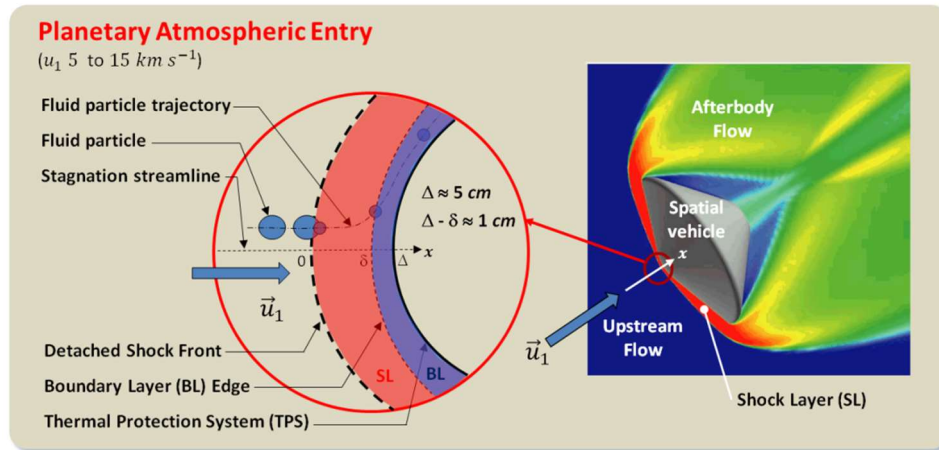 Planetary Atmospheric Entry
(u₁ 5 to 15 km s⁻¹)
Fluid particle trajectory
Fluid particle
Stagnation streamline
Δ ≈ 5 cm
Δ - δ ≈ 1 cm
0
δ
Δ
x
u⃗₁
Detached Shock Front
Boundary Layer (BL) Edge
Thermal Protection System (TPS)
SL
BL
Afterbody
Flow
Spatial
vehicle
x
u⃗₁
Upstream
Flow
Shock Layer (SL)